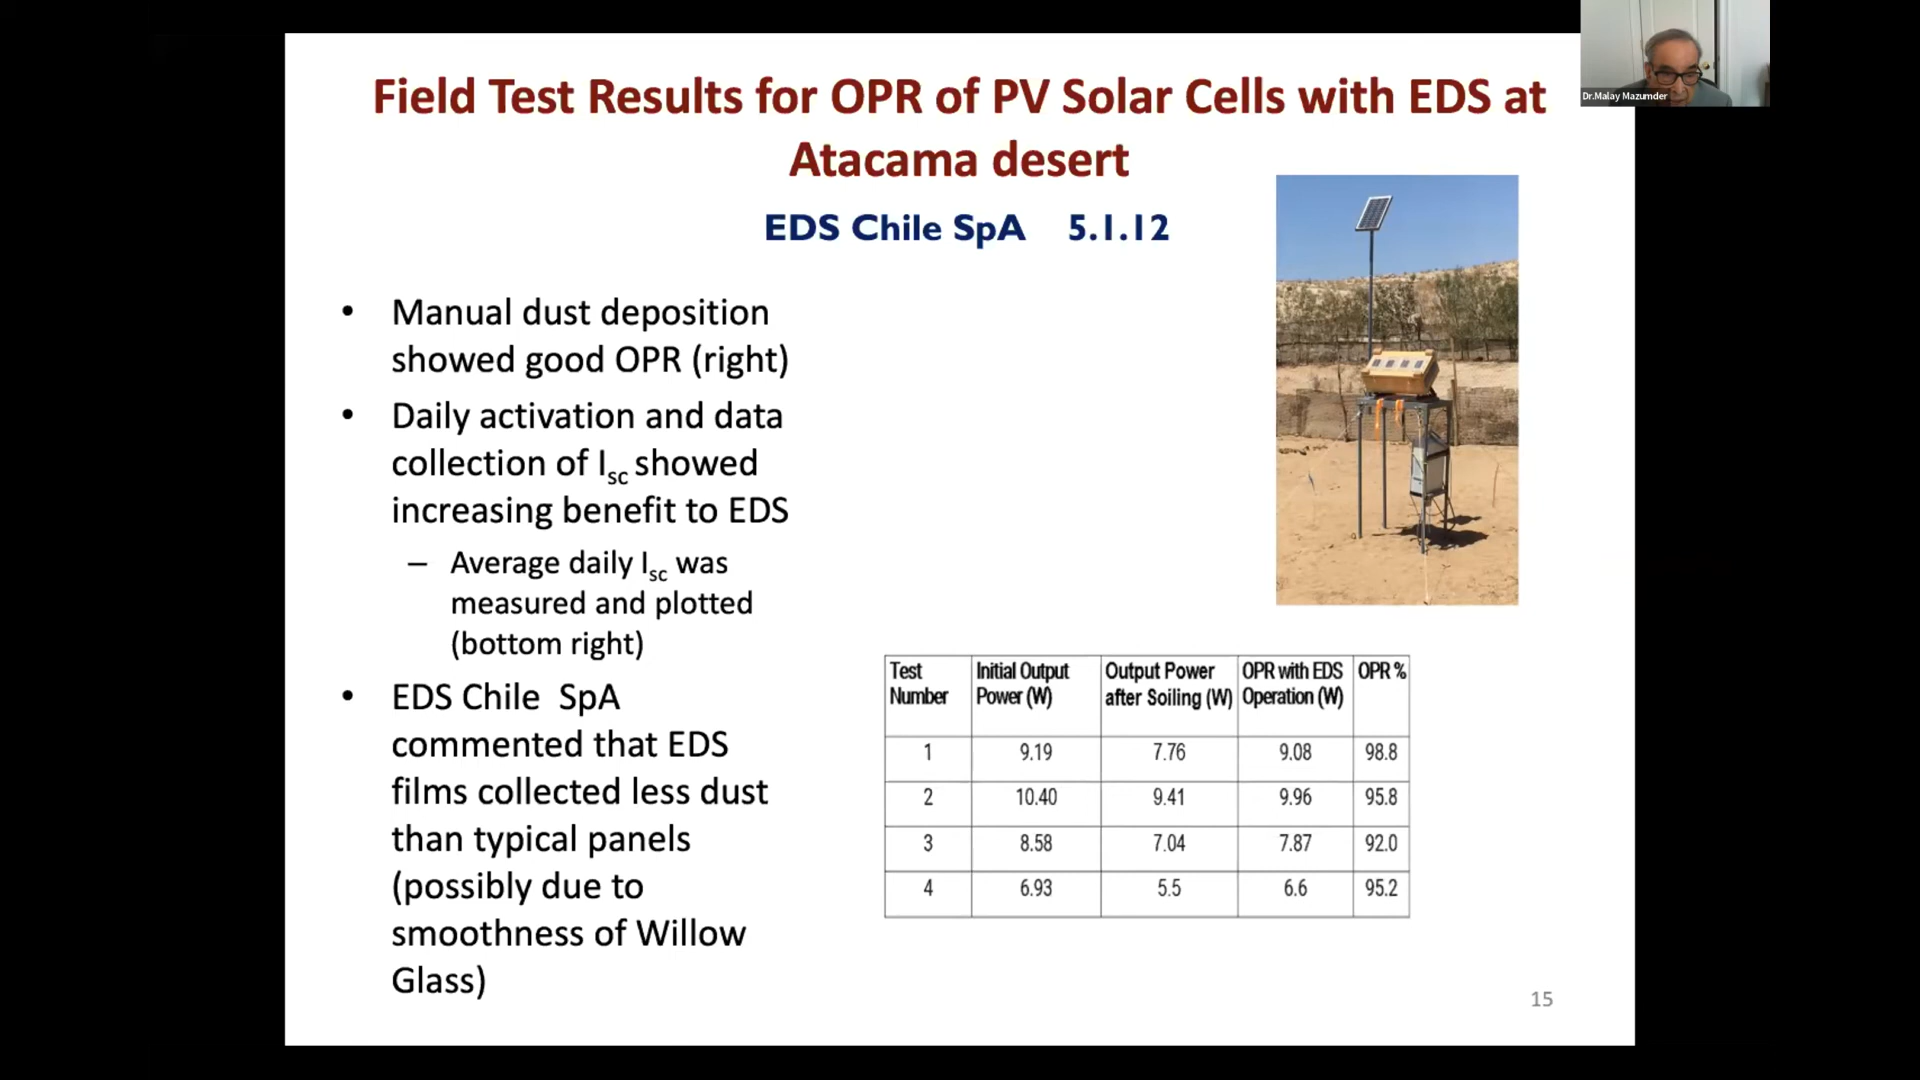 Field Test Results for OPR of PV Solar Cells with EDS at
Atacama desert
EDS Chile SpA 5.1.12
Dr.Malay Mazumder
• Manual dust deposition
showed good OPR (right)
• Daily activation and data
collection of Isc showed
increasing benefit to EDS
– Average daily Isc was
measured and plotted
(bottom right)
• EDS Chile SpA
commented that EDS
films collected less dust
than typical panels
(possibly due to
smoothness of Willow
Glass)
Test Number Initial Output Power (W) Output Power after Soiling (W) OPR with EDS Operation (W) OPR %
1 9.19 7.76 9.08 98.8
2 10.40 9.41 9.96 95.8
3 8.58 7.04 7.87 92.0
4 6.93 5.5 6.6 95.2
15